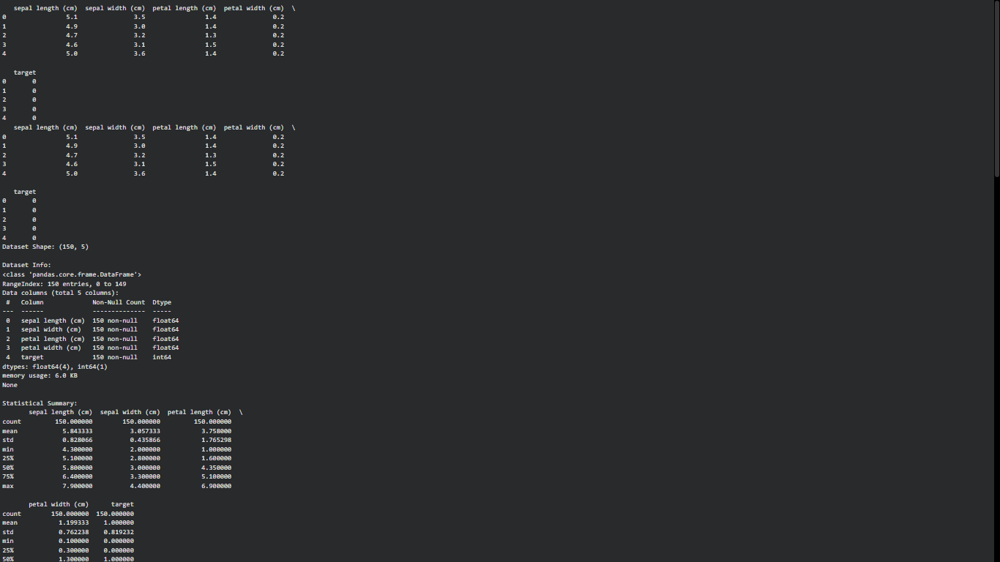 sepal length (cm)  sepal width (cm)  petal length (cm)  petal width (cm)  \
0                5.1               3.5                1.4               0.2
1                4.9               3.0                1.4               0.2
2                4.7               3.2                1.3               0.2
3                4.6               3.1                1.5               0.2
4                5.0               3.6                1.4               0.2

   target
0       0
1       0
2       0
3       0
4       0
   sepal length (cm)  sepal width (cm)  petal length (cm)  petal width (cm)  \
0                5.1               3.5                1.4               0.2
1                4.9               3.0                1.4               0.2
2                4.7               3.2                1.3               0.2
3                4.6               3.1                1.5               0.2
4                5.0               3.6                1.4               0.2

   target
0       0
1       0
2       0
3       0
4       0
Dataset Shape: (150, 5)

Dataset Info:
<class 'pandas.core.frame.DataFrame'>
RangeIndex: 150 entries, 0 to 149
Data columns (total 5 columns):
 #   Column             Non-Null Count  Dtype
---  ------             --------------  -----
 0   sepal length (cm)  150 non-null    float64
 1   sepal width (cm)   150 non-null    float64
 2   petal length (cm)  150 non-null    float64
 3   petal width (cm)   150 non-null    float64
 4   target             150 non-null    int64
dtypes: float64(4), int64(1)
memory usage: 6.0 KB
None

Statistical Summary:
       sepal length (cm)  sepal width (cm)  petal length (cm)  \
count         150.000000        150.000000         150.000000
mean            5.843333          3.057333           3.758000
std             0.828066          0.435866           1.765298
min             4.300000          2.000000           1.000000
25%             5.100000          2.800000           1.600000
50%             5.800000          3.000000           4.350000
75%             6.400000          3.300000           5.100000
max             7.900000          4.400000           6.900000

       petal width (cm)      target
count        150.000000  150.000000
mean           1.199333    1.000000
std            0.762238    0.819232
min            0.100000    0.000000
25%            0.300000    0.000000
50%            1.300000    1.000000